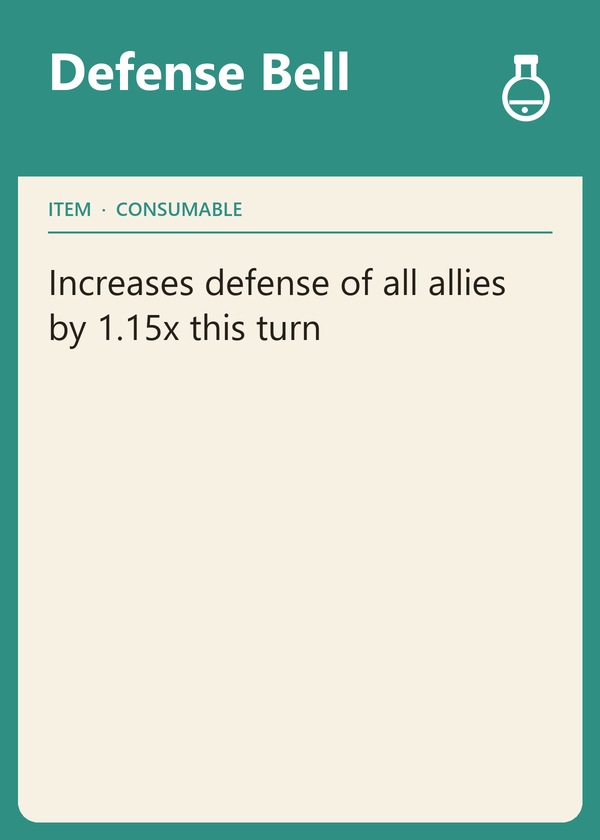 Defense Bell
ITEM · CONSUMABLE
Increases defense of all allies
by 1.15x this turn